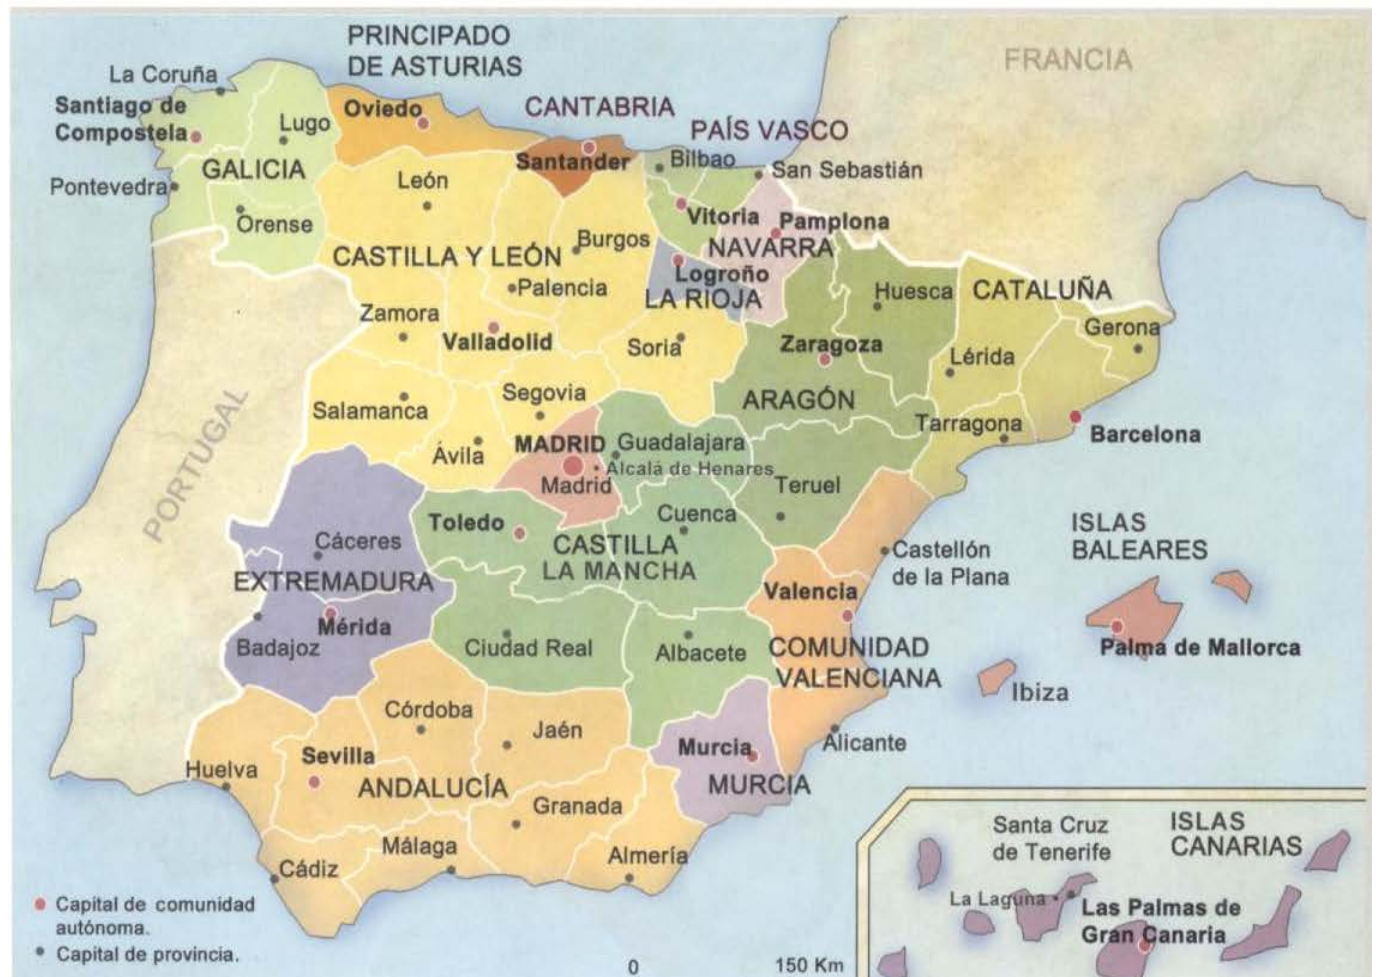 PRINCIPADO
DE ASTURIAS
FRANCIA
La Coruña
Santiago de
Compostela
Oviedo
CANTABRIA
Lugo
PAÍS VASCO
GALICIA
Santander
Bilbao
San Sebastián
Pontevedra
León
Orense
Vitoria
Pamplona
Burgos
NAVARRA
CASTILLA Y LEÓN
Logroño
Palencia
LA RIOJA
Huesca
CATALUÑA
Zamora
Valladolid
Soria
Zaragoza
Gerona
Lérida
Segovia
Salamanca
ARAGÓN
PORTUGAL
Tarragona
Barcelona
Ávila
MADRID
Guadalajara
Alcalá de Henares
Madrid
Teruel
Toledo
Cuenca
ISLAS
BALEARES
Cáceres
CASTILLA
LA MANCHA
Castellón
de la Plana
EXTREMADURA
Valencia
Mérida
Badajoz
Ciudad Real
Albacete
COMUNIDAD
VALENCIANA
Palma de Mallorca
Ibiza
Córdoba
Jaén
Sevilla
Murcia
Alicante
Huelva
ANDALUCÍA
MURCIA
Granada
Málaga
Almería
Cádiz
Santa Cruz
de Tenerife
ISLAS
CANARIAS
La Laguna
Las Palmas de
Gran Canaria
Capital de comunidad
autónoma.
Capital de provincia.
0
150 Km